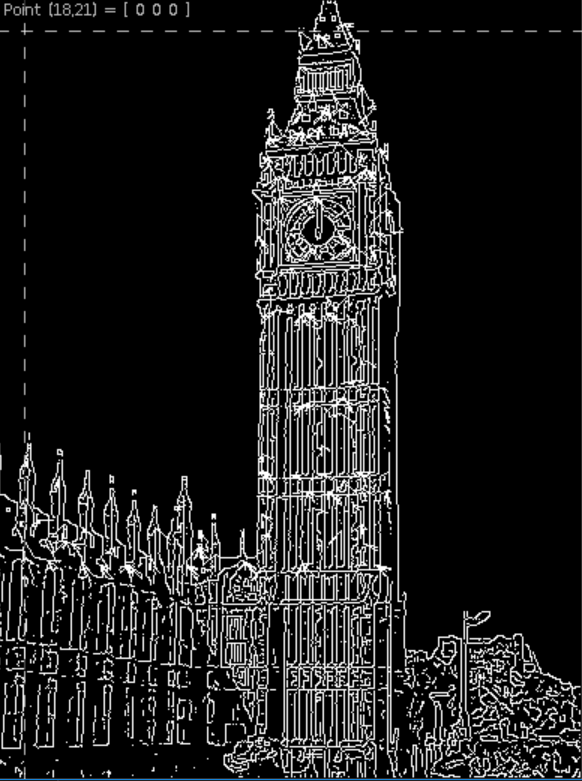 Point (18,21) = [ 0 0 0 ]